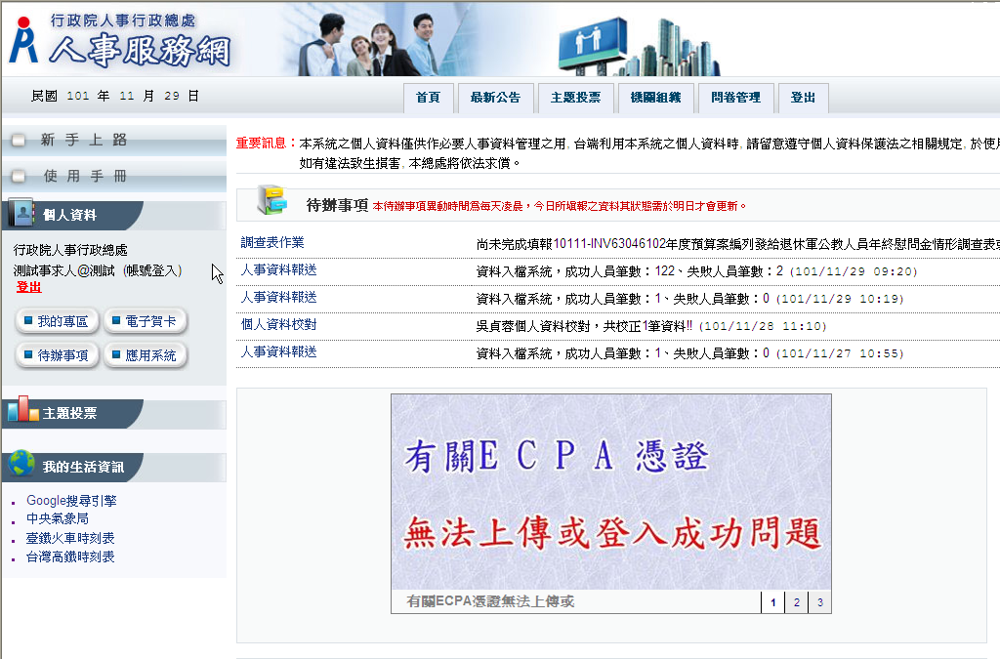 行政院人事行政總處
人事服務網
民國 101 年 11 月 29 日
首頁 最新公告 主題投票 機關組織 問卷管理 登出
新手上路
使用手冊
個人資料
行政院人事行政總處
測試事求人@測試 (帳號登入)
登出
我的專區 電子賀卡
待辦事項 應用系統
主題投票
我的生活資訊
Google搜尋引擎
中央氣象局
臺鐵火車時刻表
台灣高鐵時刻表
重要訊息：本系統之個人資料僅供作必要人事資料管理之用, 台端利用本系統之個人資料時, 請留意遵守個人資料保護法之相關規定, 於使用
如有違法致生損害, 本總處將依法求償。
待辦事項 本待辦事項異動時間為每天凌晨，今日所填報之資料其狀態需於明日才會更新。
調查表作業 尚未完成填報10111-INV63046102年度預算案編列發給退休軍公教人員年終慰問金情形調查表
人事資料報送 資料入檔系統，成功人員筆數：122、失敗人員筆數：2 (101/11/29 09:20)
人事資料報送 資料入檔系統，成功人員筆數：1、失敗人員筆數：0 (101/11/29 10:19)
個人資料校對 吳貞蓉個人資料校對，共校正1筆資料!! (101/11/28 11:10)
人事資料報送 資料入檔系統，成功人員筆數：1、失敗人員筆數：0 (101/11/27 10:55)
有關ＥＣＰＡ 憑證
無法上傳或登入成功問題
有關ECPA憑證無法上傳或
1 2 3